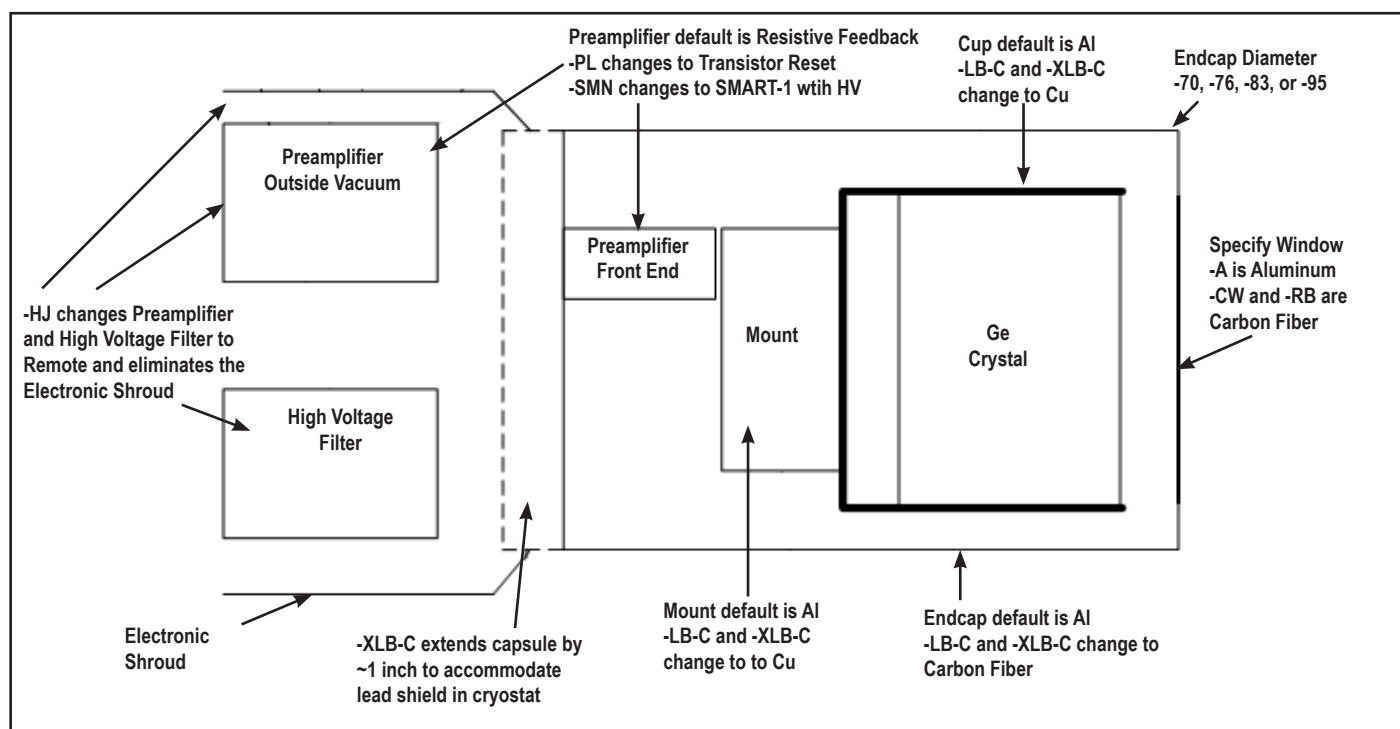 Preamplifier default is Resistive Feedback
-PL changes to Transistor Reset
-SMN changes to SMART-1 wtih HV
Cup default is Al
-LB-C and -XLB-C
change to Cu
Endcap Diameter
-70, -76, -83, or -95
Preamplifier
Outside Vacuum
Preamplifier
Front End
Mount
Ge
Crystal
Specify Window
-A is Aluminum
-CW and -RB are
Carbon Fiber
-HJ changes Preamplifier
and High Voltage Filter to
Remote and eliminates the
Electronic Shroud
High Voltage
Filter
Electronic
Shroud
-XLB-C extends capsule by
~1 inch to accommodate
lead shield in cryostat
Mount default is Al
-LB-C and -XLB-C
change to to Cu
Endcap default is Al
-LB-C and -XLB-C change to
Carbon Fiber